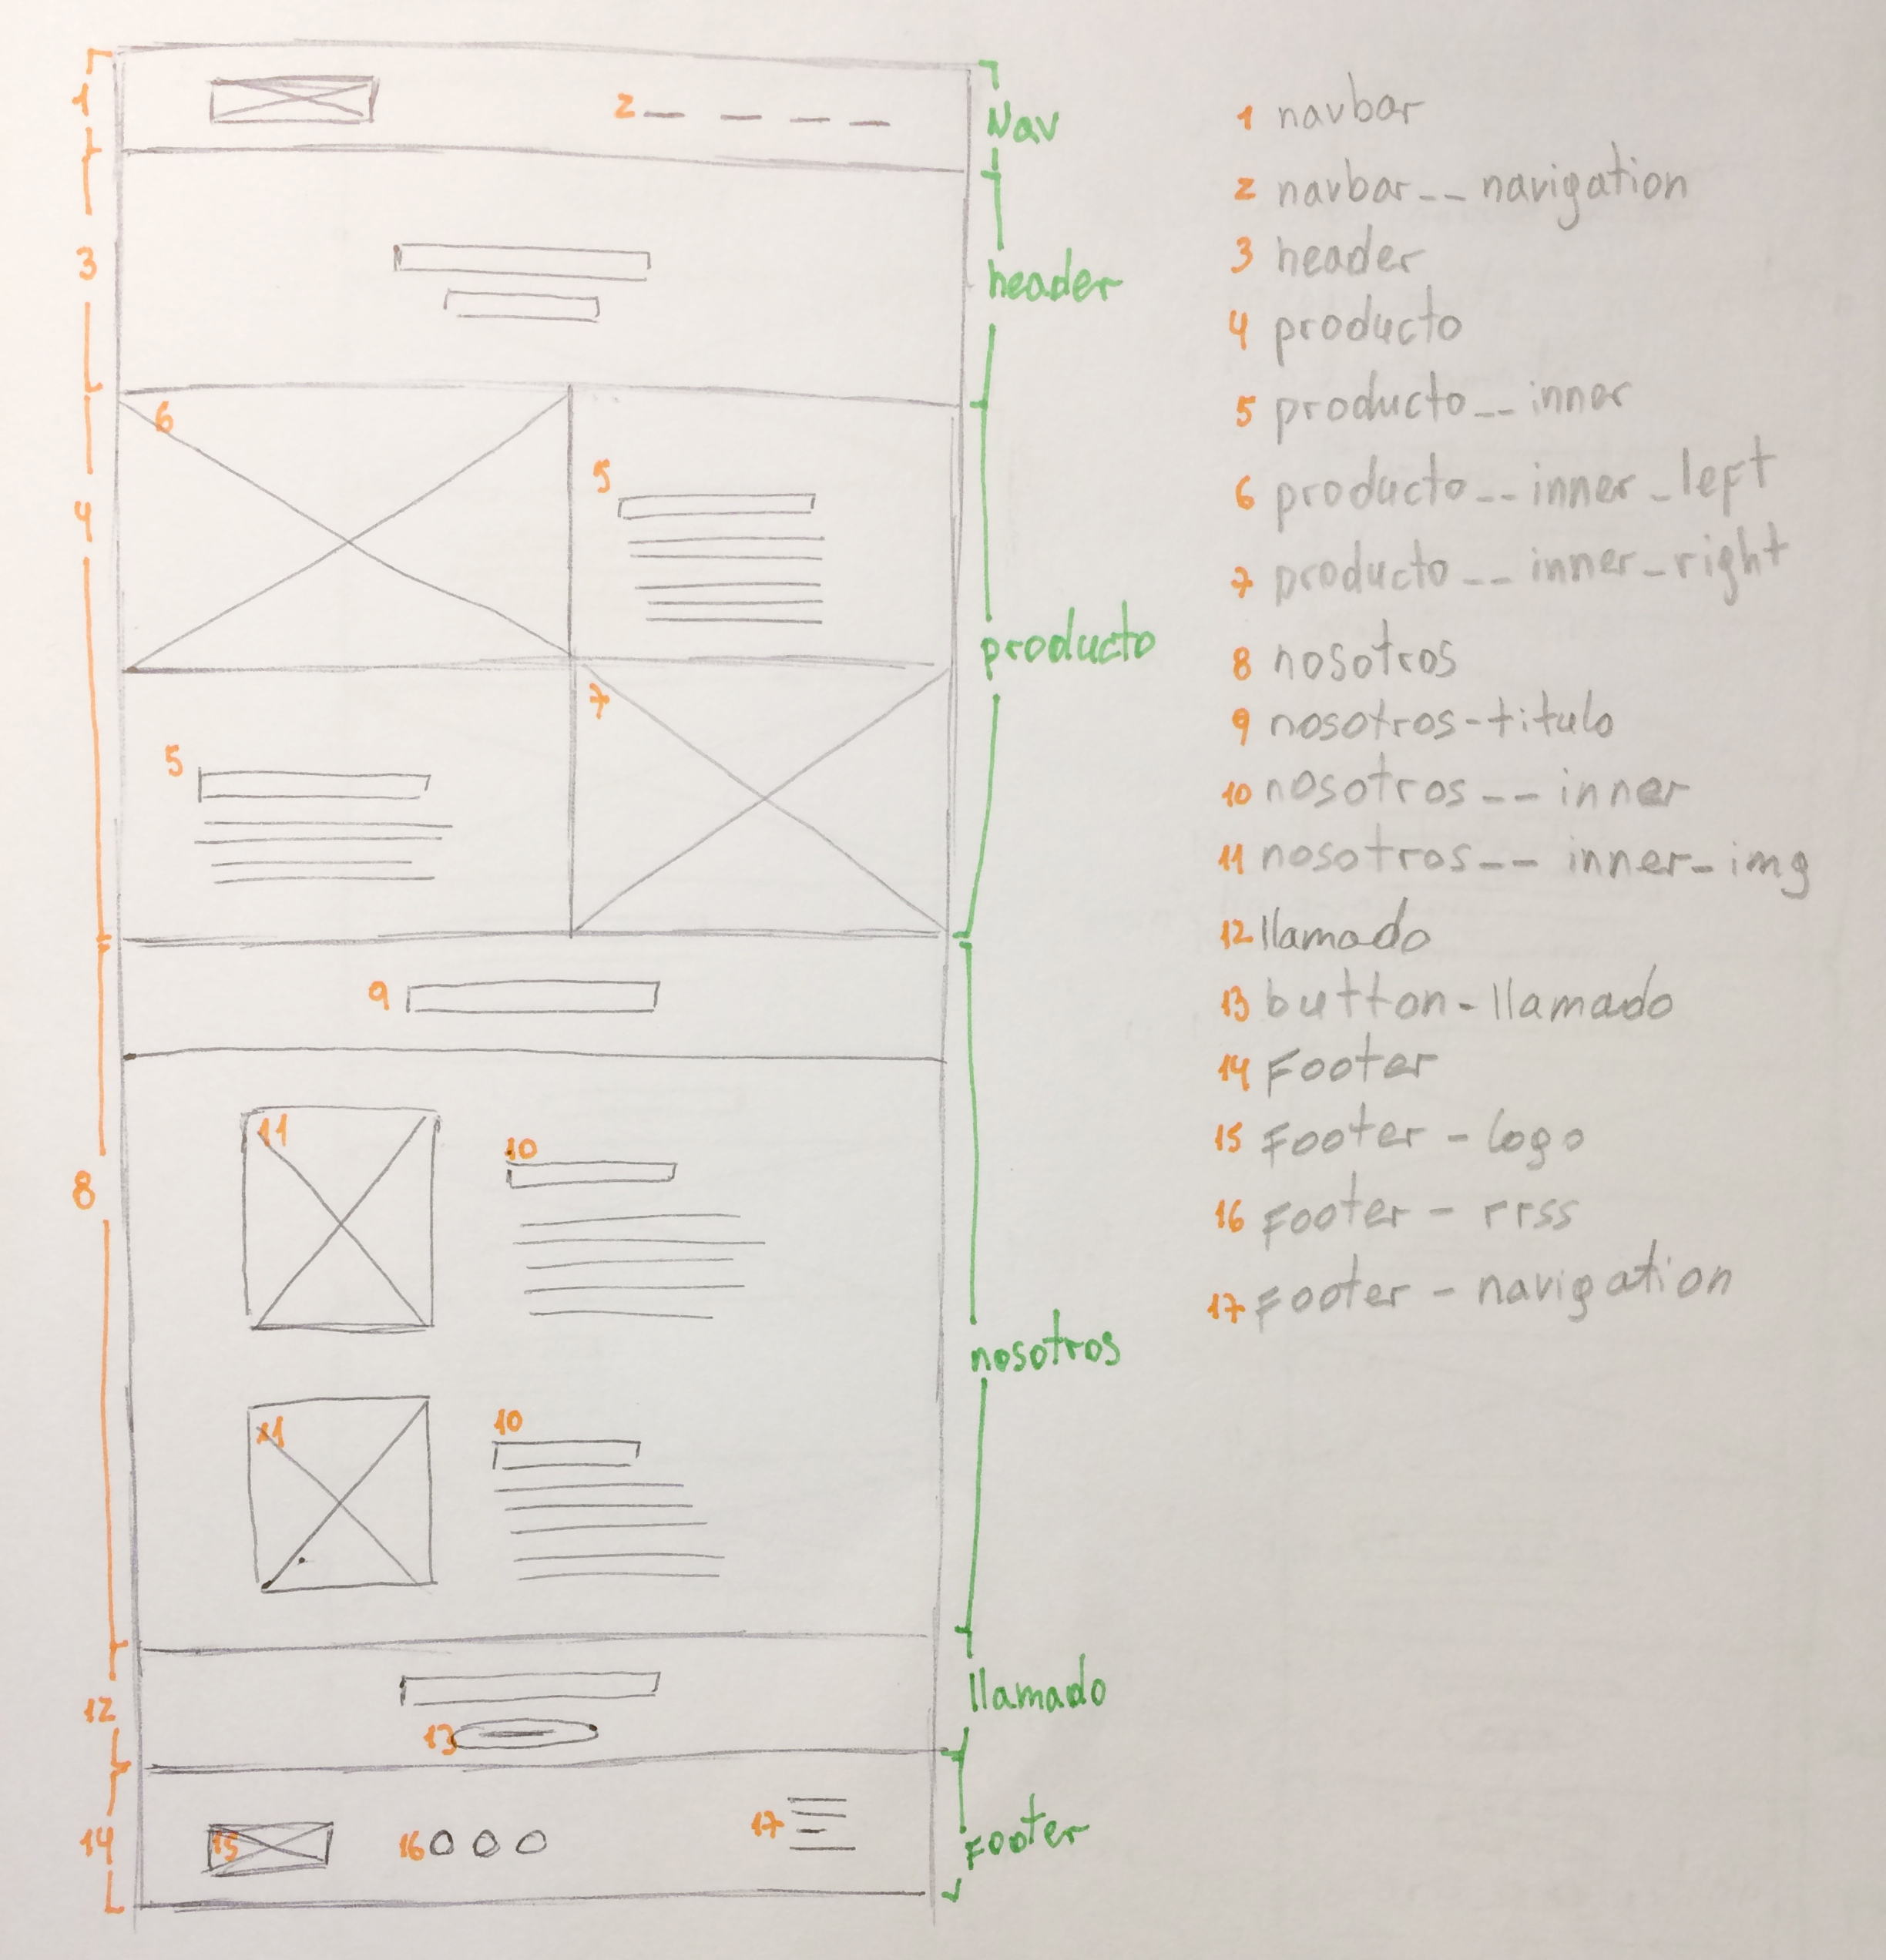 1
2
Nav
3
header
6
5
4
producto
7
5
9
11
10
8
nosotros
11
10
llamado
12
13
14
15
16
17
Footer
1 navbar
2 navbar__navigation
3 header
4 producto
5 producto__inner
6 producto__inner_left
7 producto__inner_right
8 nosotros
9 nosotros-titulo
10 nosotros__inner
11 nosotros__inner_img
12 llamado
13 button-llamado
14 Footer
15 Footer-logo
16 Footer-rrss
17 Footer-navigation